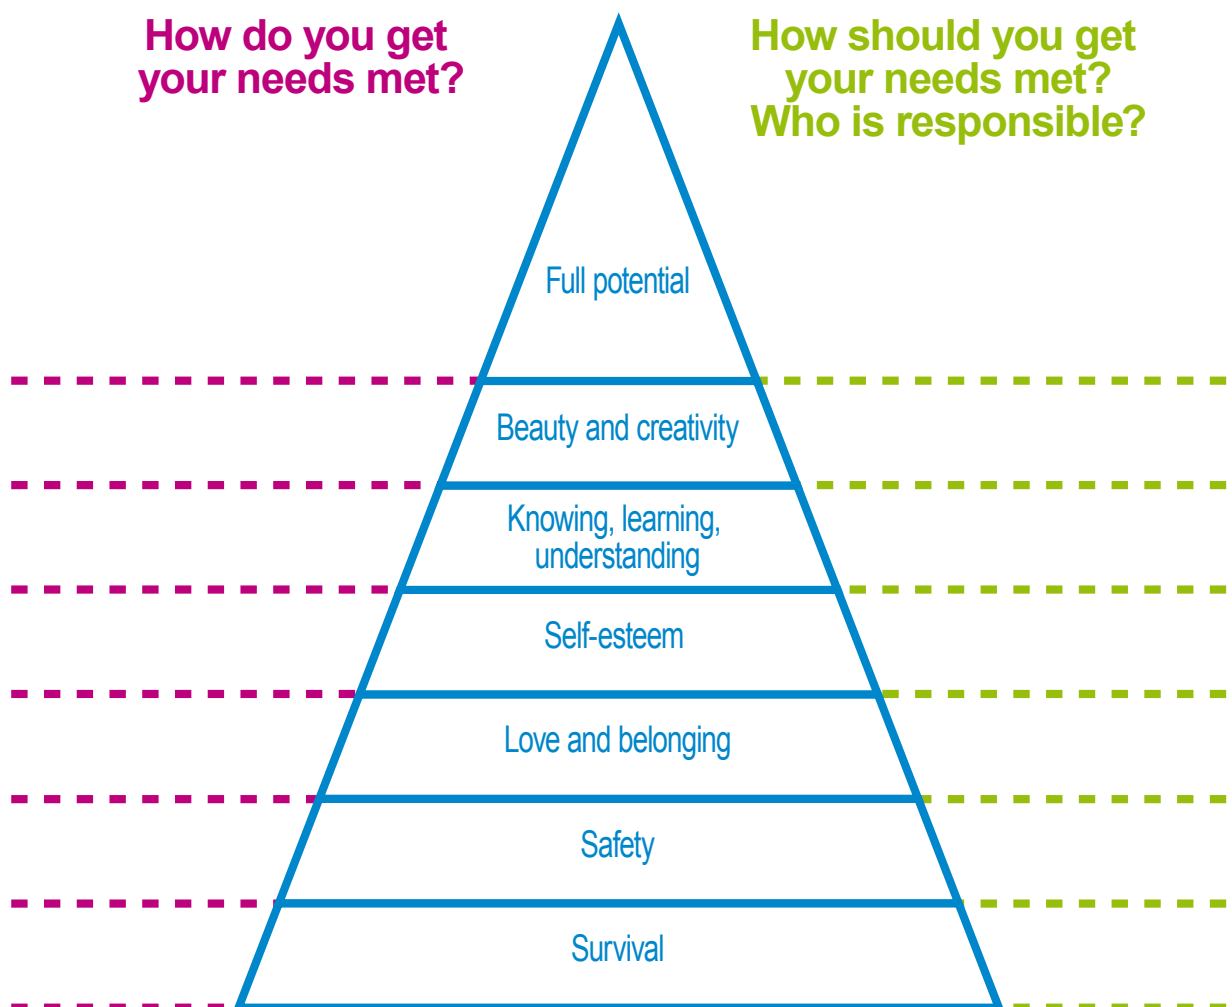 How do you get
your needs met?
How should you get
your needs met?
Who is responsible?
Full potential
Beauty and creativity
Knowing, learning,
understanding
Self-esteem
Love and belonging
Safety
Survival